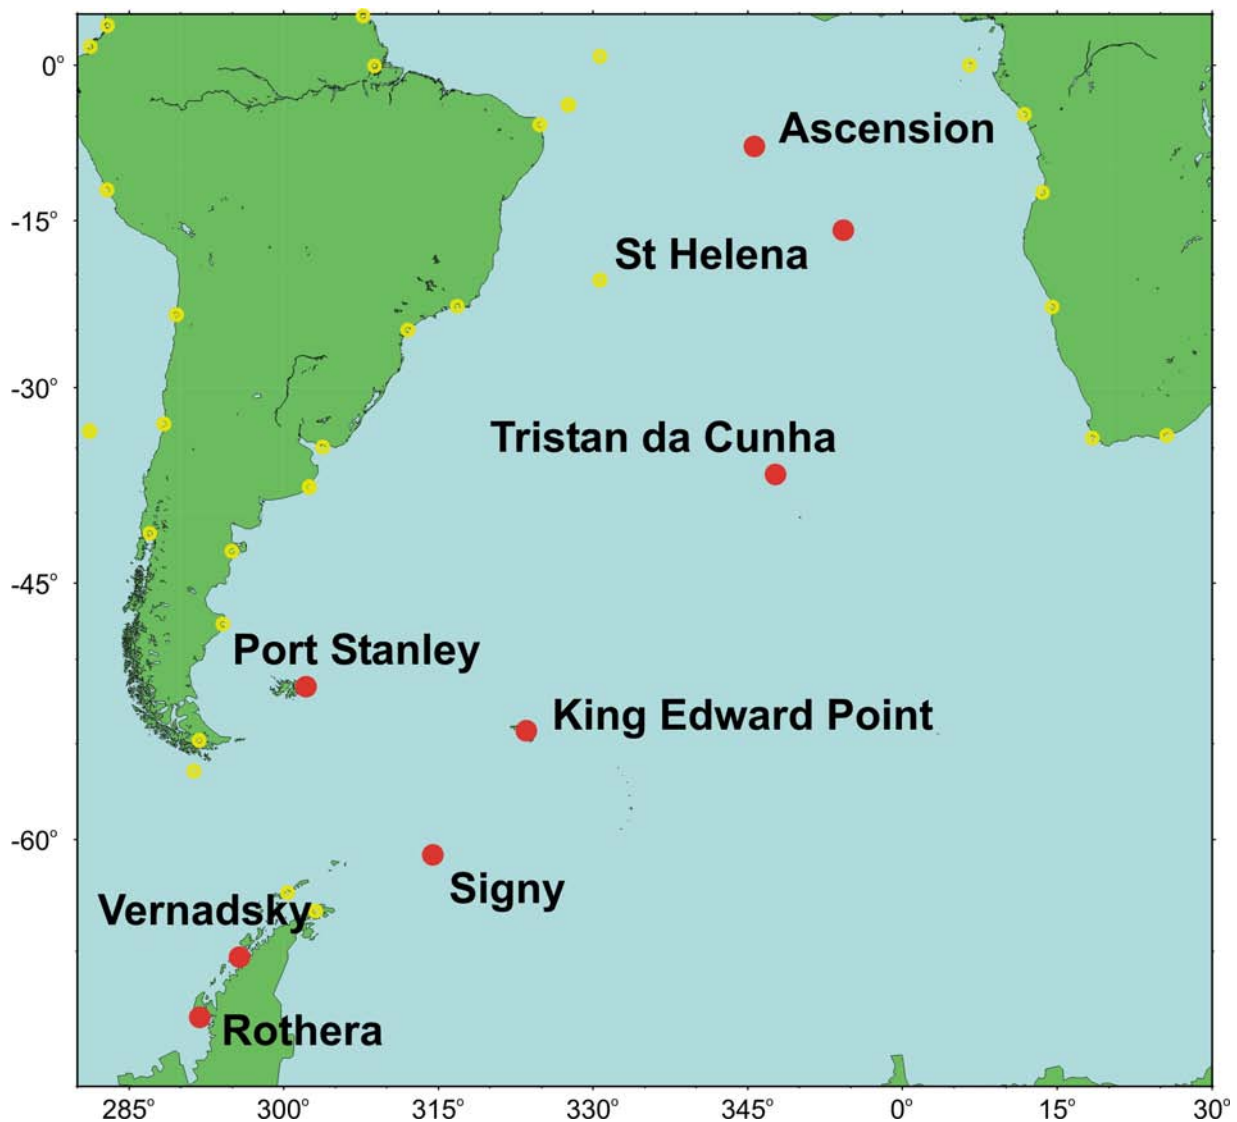 0°
Ascension
-15°
St Helena
-30°
Tristan da Cunha
-45°
Port Stanley
King Edward Point
-60°
Signy
Vernadsky
Rothera
285° 300° 315° 330° 345° 0° 15° 30°